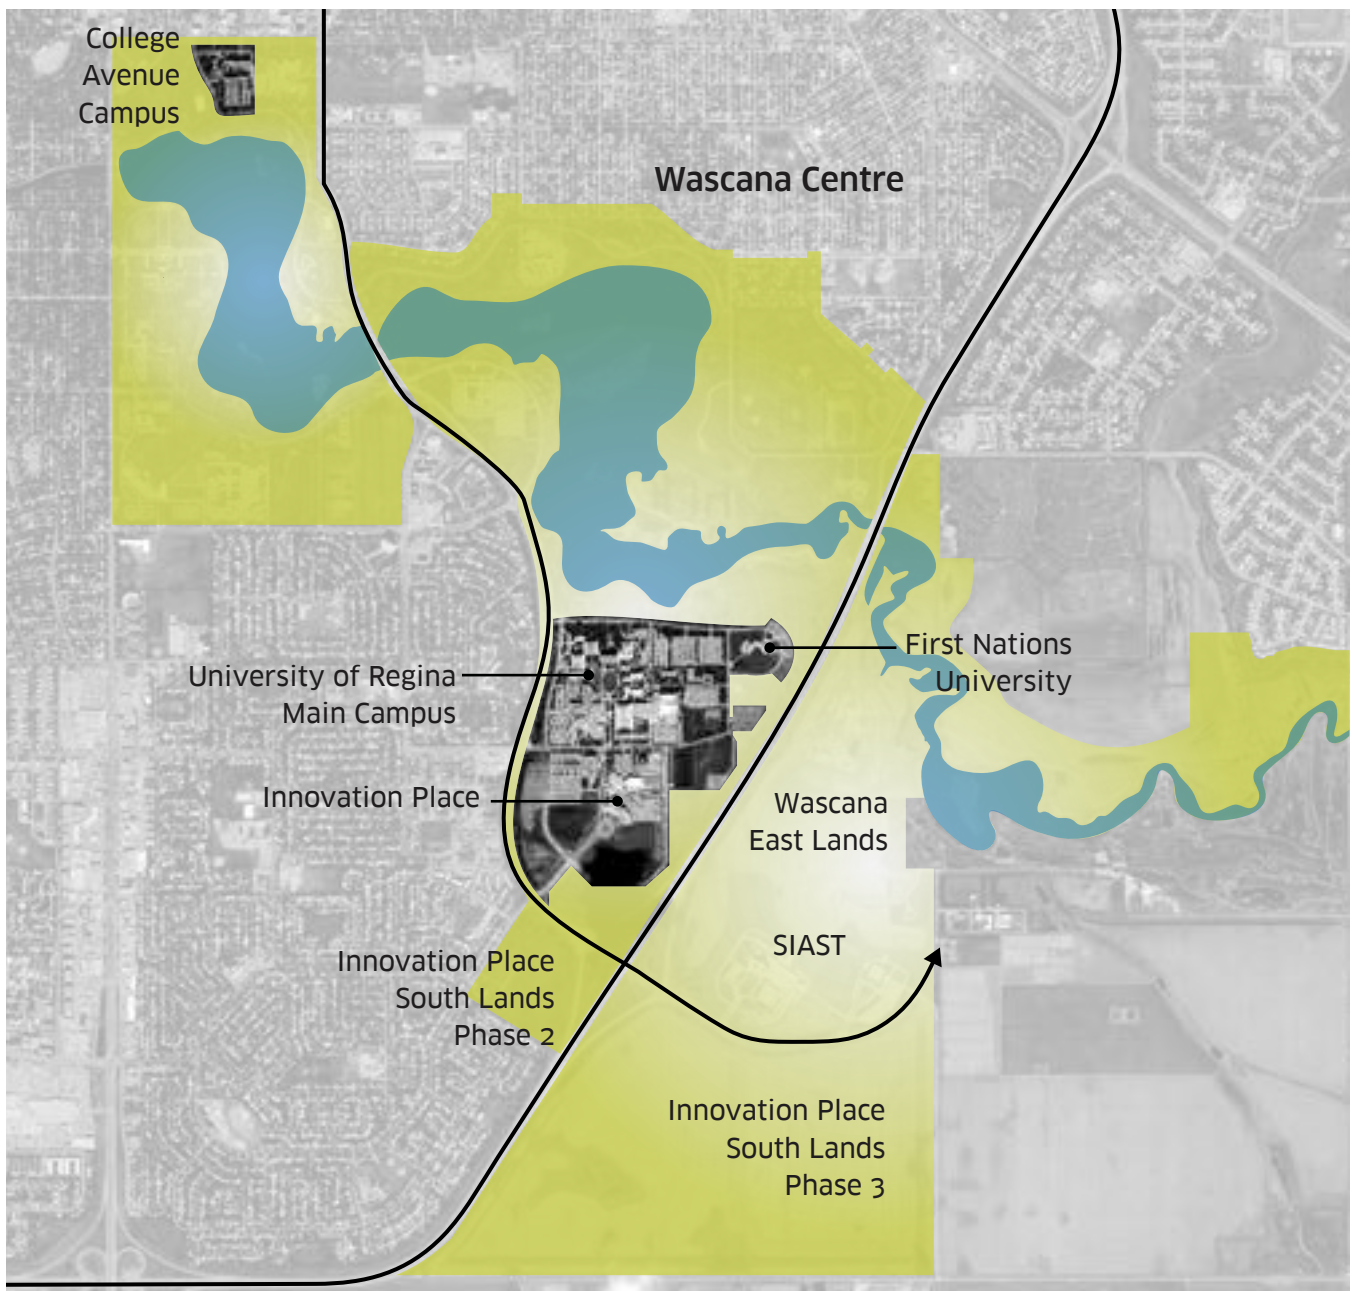 College
Avenue
Campus
Wascana Centre
First Nations
University
University of Regina
Main Campus
Innovation Place
Wascana
East Lands
SIAST
Innovation Place
South Lands
Phase 2
Innovation Place
South Lands
Phase 3